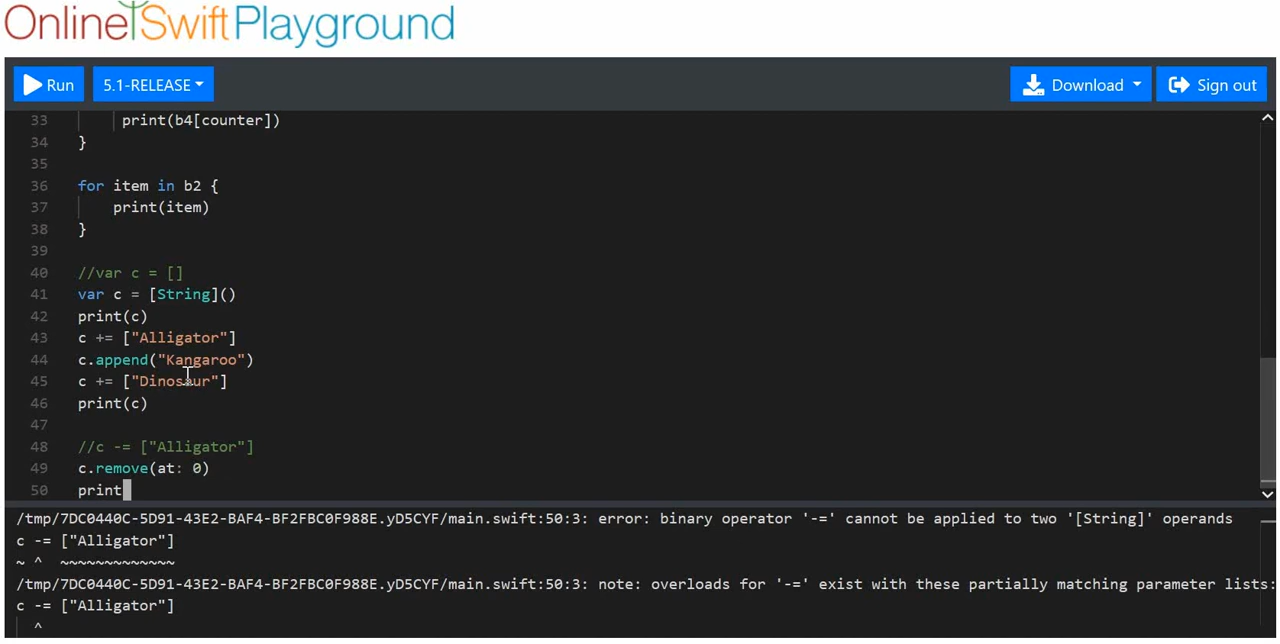 Online Swift Playground
Run 5.1-RELEASE Download Sign out
33 print(b4[counter])
34 }
35
36 for item in b2 {
37 print(item)
38 }
39
40 //var c = []
41 var c = [String]()
42 print(c)
43 c += ["Alligator"]
44 c.append("Kangaroo")
45 c += ["Dinosaur"]
46 print(c)
47
48 //c -= ["Alligator"]
49 c.remove(at: 0)
50 print
/tmp/7DC0440C-5D91-43E2-BAF4-BF2FBC0F988E.yD5CYF/main.swift:50:3: error: binary operator '-=' cannot be applied to two '[String]' operands
c -= ["Alligator"]
~ ^ ~~~~~~~~~~~~~
/tmp/7DC0440C-5D91-43E2-BAF4-BF2FBC0F988E.yD5CYF/main.swift:50:3: note: overloads for '-=' exist with these partially matching parameter lists:
c -= ["Alligator"]
^